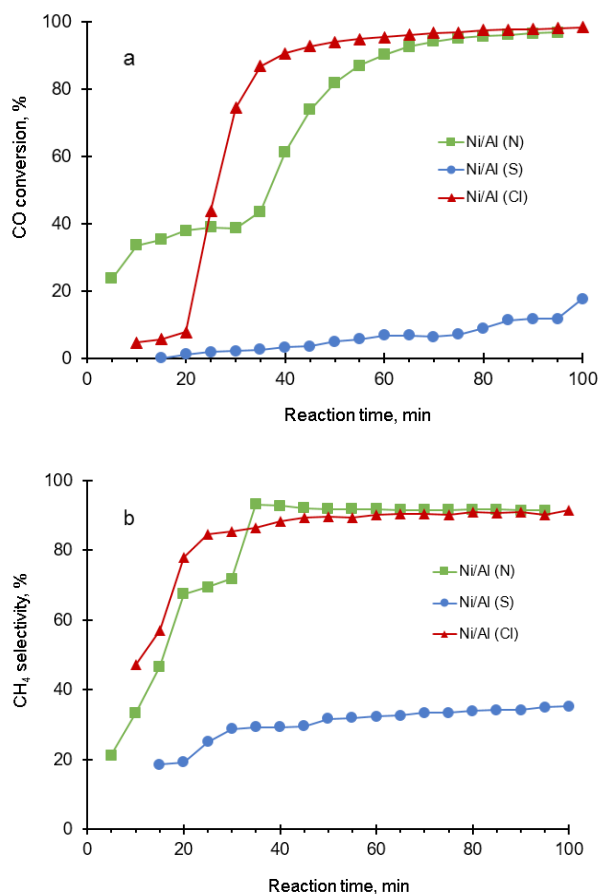 a
CO conversion, %
100
80
60
40
20
0
Ni/Al (N)
Ni/Al (S)
Ni/Al (Cl)
0 20 40 60 80 100
Reaction time, min
b
CH₄ selectivity, %
100
80
60
40
20
0
Ni/Al (N)
Ni/Al (S)
Ni/Al (Cl)
0 20 40 60 80 100
Reaction time, min